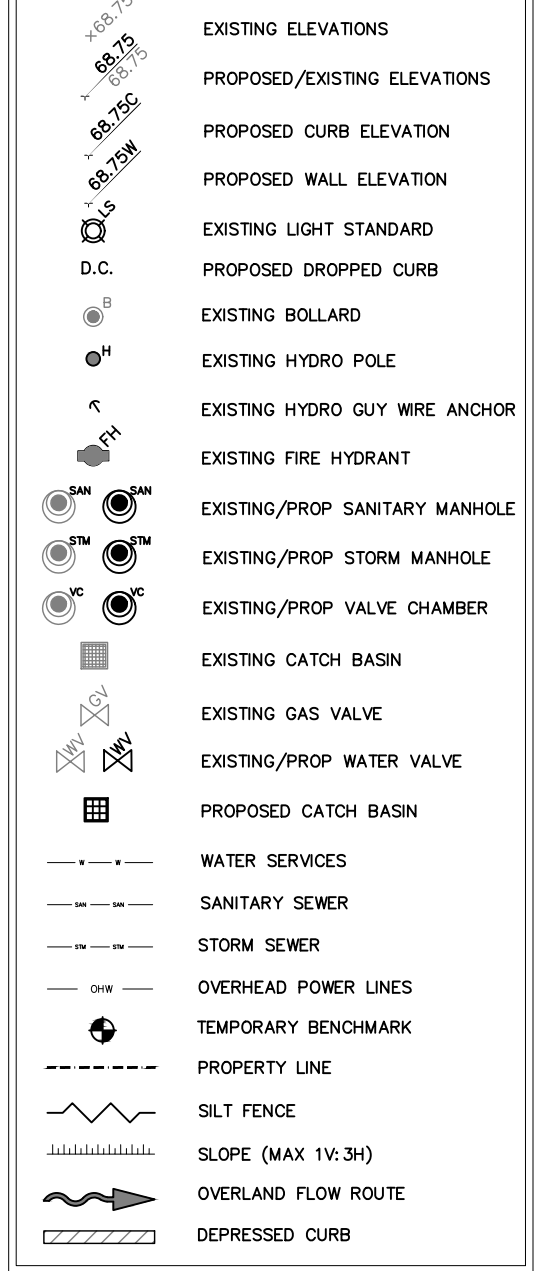 ×68.75 EXISTING ELEVATIONS
68.75 68.75 PROPOSED/EXISTING ELEVATIONS
68.75C PROPOSED CURB ELEVATION
68.75W PROPOSED WALL ELEVATION
LS EXISTING LIGHT STANDARD
D.C. PROPOSED DROPPED CURB
B EXISTING BOLLARD
H EXISTING HYDRO POLE
EXISTING HYDRO GUY WIRE ANCHOR
FH EXISTING FIRE HYDRANT
SAN SAN EXISTING/PROP SANITARY MANHOLE
STM STM EXISTING/PROP STORM MANHOLE
VC VC EXISTING/PROP VALVE CHAMBER
EXISTING CATCH BASIN
GV EXISTING GAS VALVE
WV WV EXISTING/PROP WATER VALVE
PROPOSED CATCH BASIN
W W WATER SERVICES
SAN SAN SANITARY SEWER
STM STM STORM SEWER
OHW OVERHEAD POWER LINES
TEMPORARY BENCHMARK
PROPERTY LINE
SILT FENCE
SLOPE (MAX 1V:3H)
OVERLAND FLOW ROUTE
DEPRESSED CURB